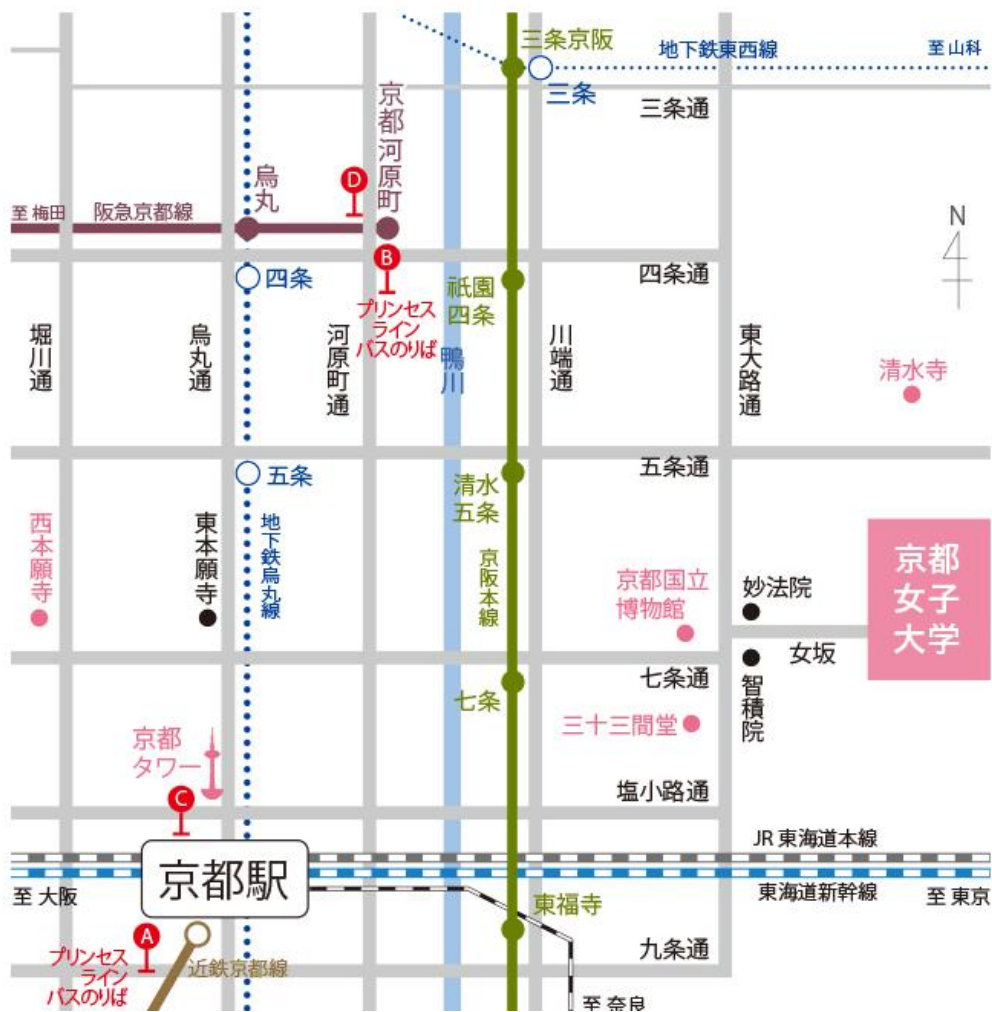 三条京阪
地下鉄東西線
至 山科
三条
三条通
京都河原町
D
烏丸
至 梅田
阪急京都線
N
B
四条
祇園
四条
四条通
プリンセス
ライン
バスのりば
堀川通
烏丸通
河原町通
鴨川
川端通
東大路通
清水寺
五条
清水
五条
五条通
西本願寺
東本願寺
地下鉄烏丸線
京阪本線
京都国立
博物館
妙法院
京都
女子
大学
女坂
七条
七条通
智積院
三十三間堂
京都
タワー
C
塩小路通
JR 東海道本線
京都駅
至 大阪
東海道新幹線
至 東京
東福寺
A
プリンセス
ライン
バスのりば
近鉄京都線
九条通
至 奈良